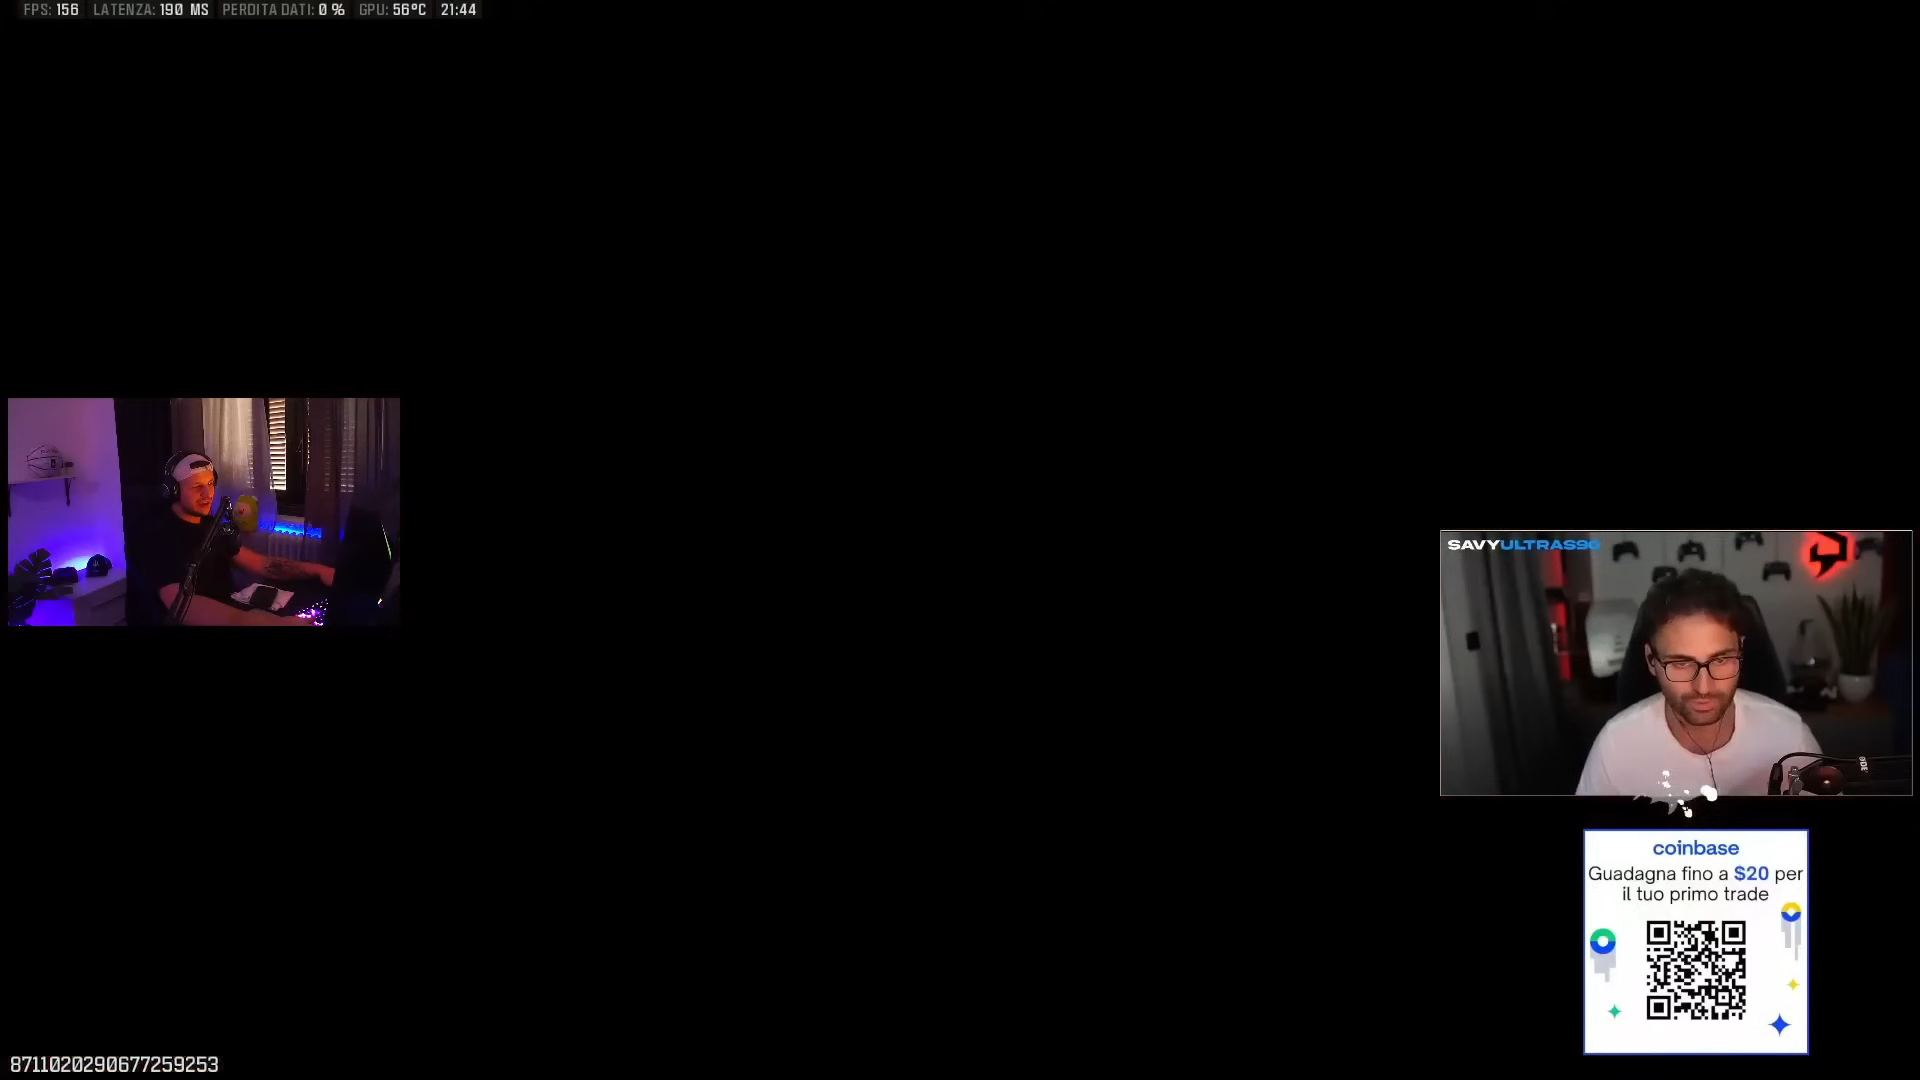 FPS: 156 LATENZA: 190 MS PERDITA DATI: 0 % GPU: 56°C 21:44
SAVYULTRAS90
coinbase
Guadagna fino a $20 per
il tuo primo trade
8711020290677259253